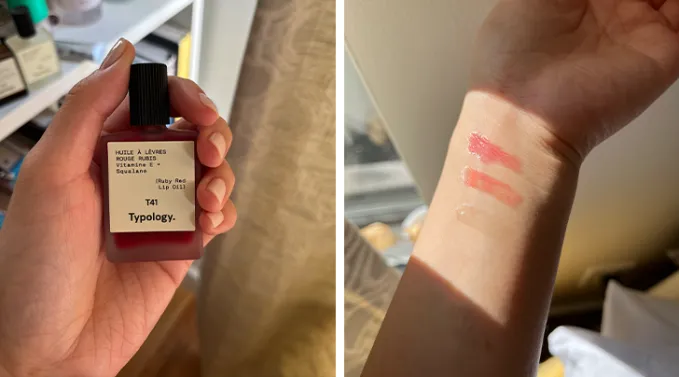 HUILE À LÈVRES
ROUGE RUBIS
Vitamine E +
Squalane
(Ruby Red
Lip Oil)
T41
Typology.